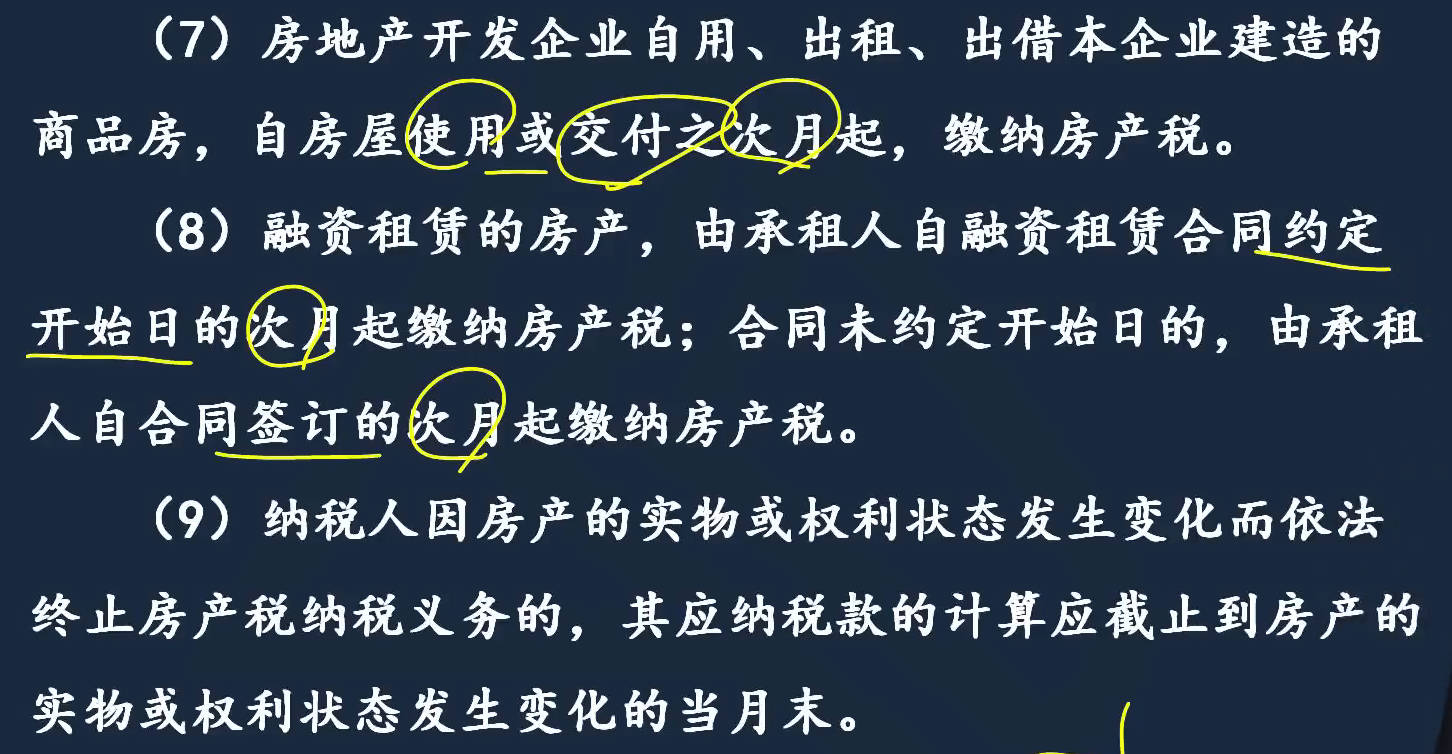 （7）房地产开发企业自用、出租、出借本企业建造的
商品房，自房屋使用或交付之次月起，缴纳房产税。
（8）融资租赁的房产，由承租人自融资租赁合同约定
开始日的次月起缴纳房产税；合同未约定开始日的，由承租
人自合同签订的次月起缴纳房产税。
（9）纳税人因房产的实物或权利状态发生变化而依法
终止房产税纳税义务的，其应纳税款的计算应截止到房产的
实物或权利状态发生变化的当月末。